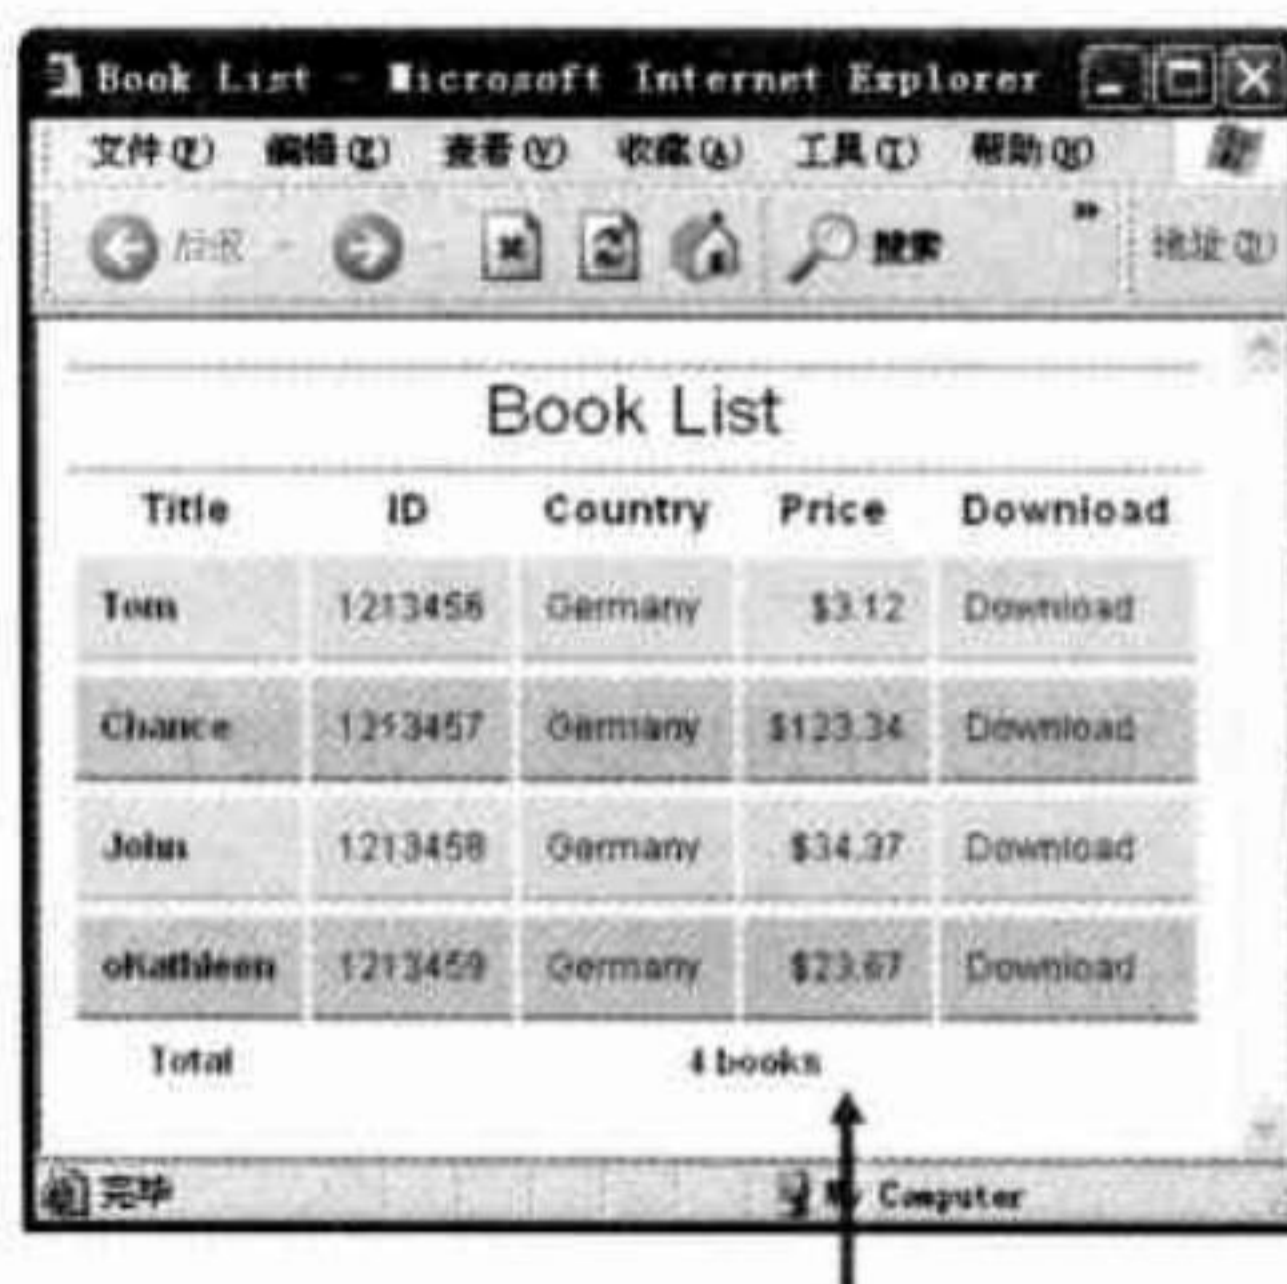 Book List - Microsoft Internet Explorer
文件(F) 编辑(E) 查看(V) 收藏(A) 工具(T) 帮助(H)
后退 搜索 » 地址(D)
Book List
Title ID Country Price Download
Tom 1213456 Germany $3.12 Download
Chance 1213457 Germany $123.34 Download
John 1213458 Germany $34.37 Download
oKathleen 1213459 Germany $23.67 Download
Total 4 books
完毕 My Computer